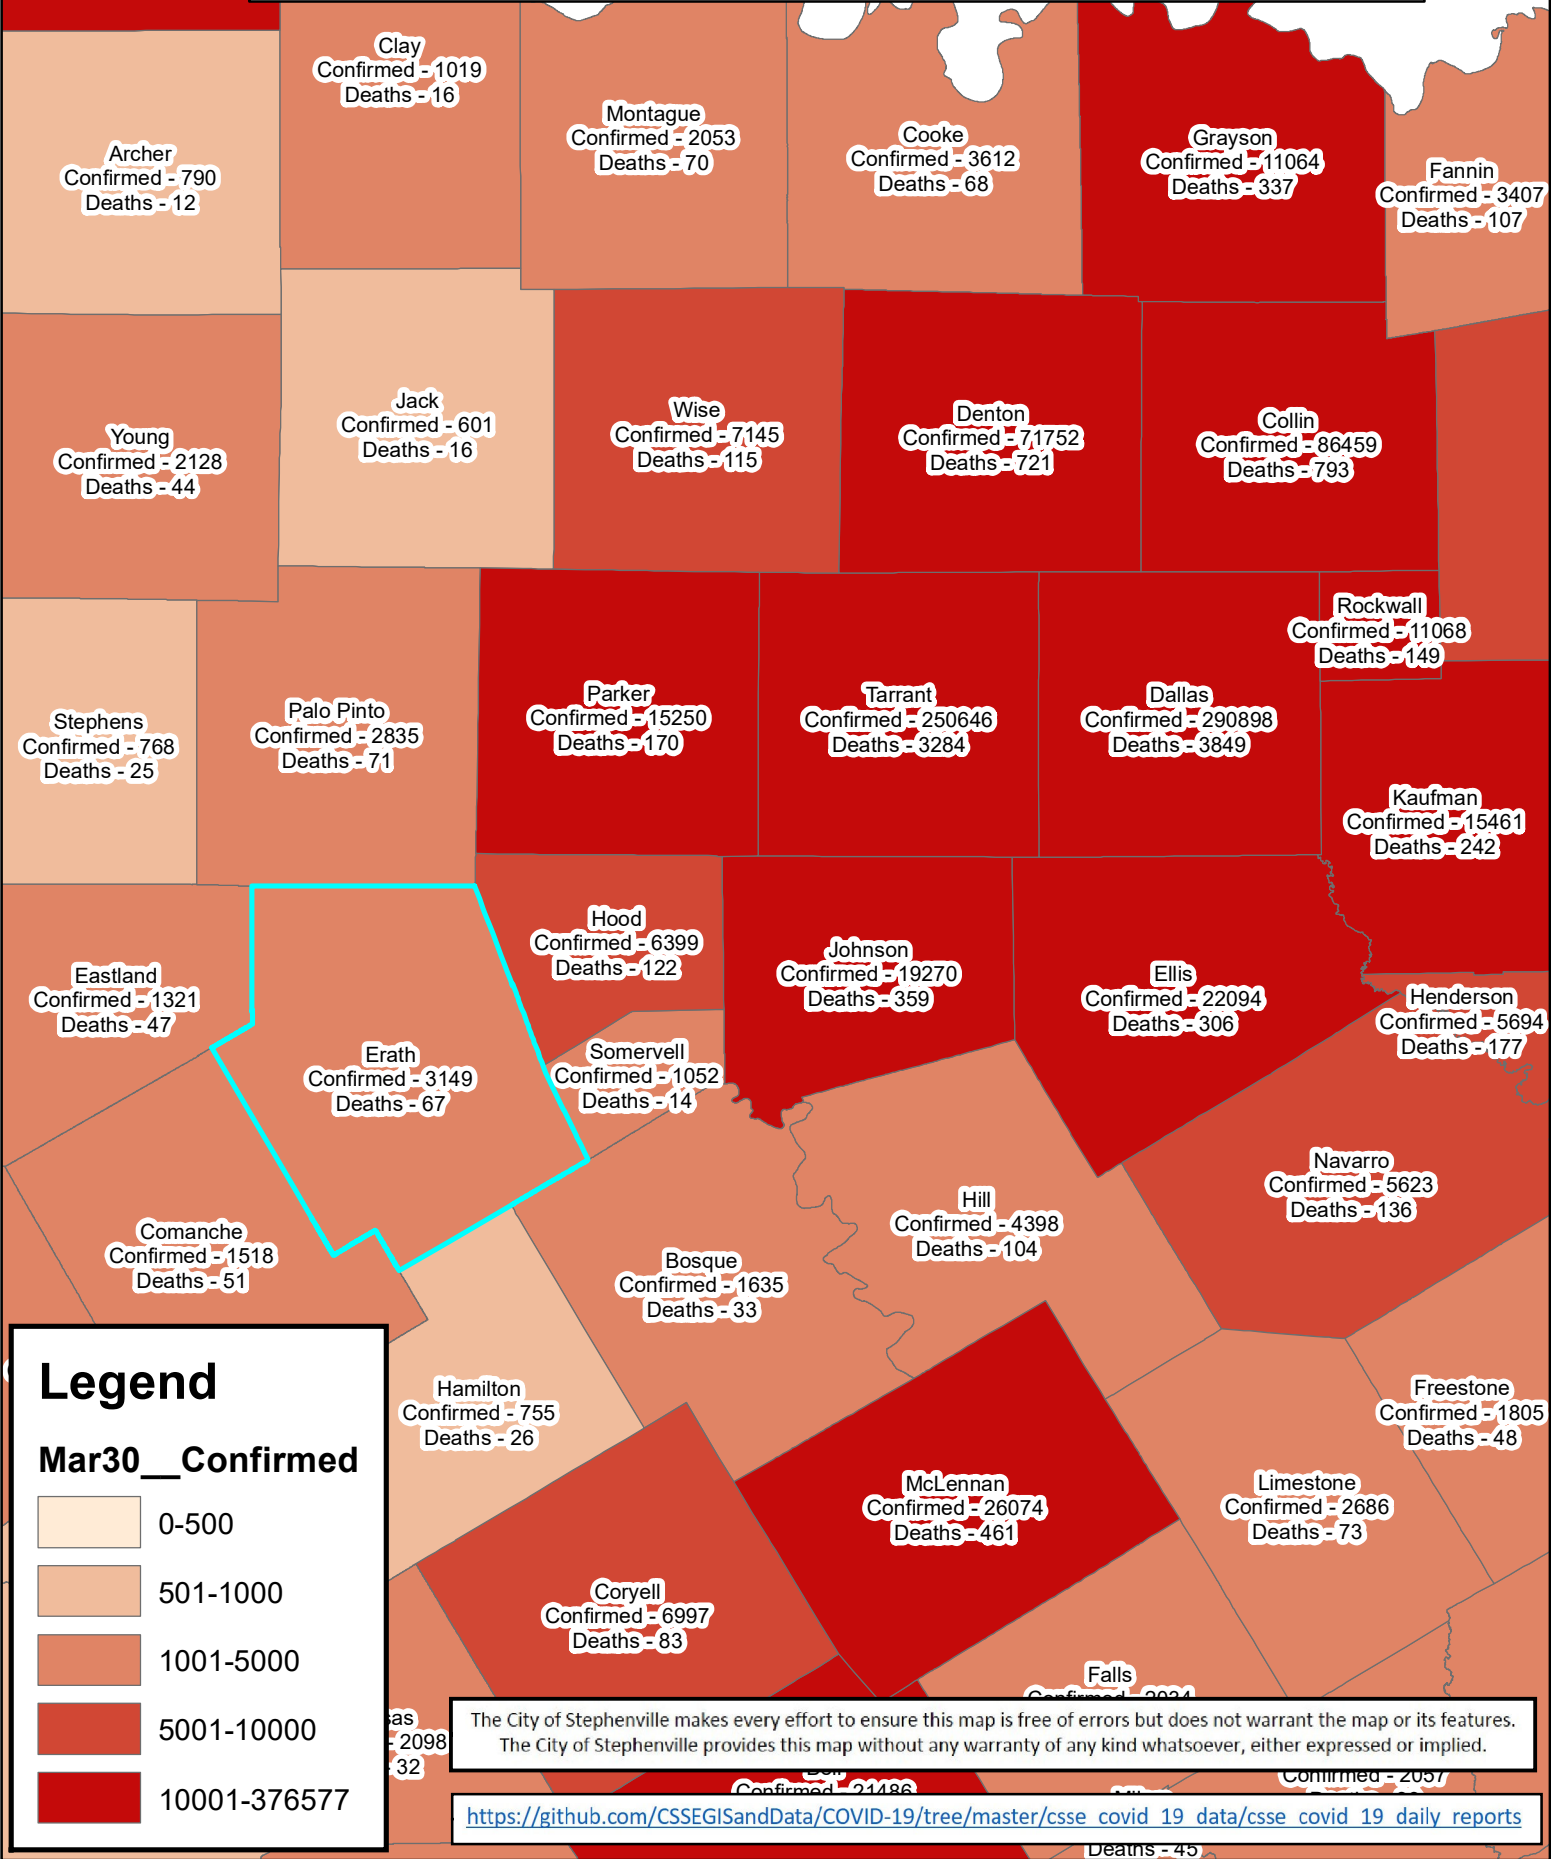 Clay
Confirmed - 1019
Deaths - 16
Montague
Confirmed - 2053
Deaths - 70
Cooke
Confirmed - 3612
Deaths - 68
Grayson
Confirmed - 11064
Deaths - 337
Archer
Confirmed - 790
Deaths - 12
Fannin
Confirmed - 3407
Deaths - 107
Young
Confirmed - 2128
Deaths - 44
Jack
Confirmed - 601
Deaths - 16
Wise
Confirmed - 7145
Deaths - 115
Denton
Confirmed - 71752
Deaths - 721
Collin
Confirmed - 86459
Deaths - 793
Rockwall
Confirmed - 11068
Deaths - 149
Stephens
Confirmed - 768
Deaths - 25
Palo Pinto
Confirmed - 2835
Deaths - 71
Parker
Confirmed - 15250
Deaths - 170
Tarrant
Confirmed - 250646
Deaths - 3284
Dallas
Confirmed - 290898
Deaths - 3849
Kaufman
Confirmed - 15461
Deaths - 242
Eastland
Confirmed - 1321
Deaths - 47
Hood
Confirmed - 6399
Deaths - 122
Johnson
Confirmed - 19270
Deaths - 359
Ellis
Confirmed - 22094
Deaths - 306
Henderson
Confirmed - 5694
Deaths - 177
Erath
Confirmed - 3149
Deaths - 67
Somervell
Confirmed - 1052
Deaths - 14
Navarro
Confirmed - 5623
Deaths - 136
Comanche
Confirmed - 1518
Deaths - 51
Bosque
Confirmed - 1635
Deaths - 33
Hill
Confirmed - 4398
Deaths - 104
Hamilton
Confirmed - 755
Deaths - 26
Freestone
Confirmed - 1805
Deaths - 48
McLennan
Confirmed - 26074
Deaths - 461
Limestone
Confirmed - 2686
Deaths - 73
Coryell
Confirmed - 6997
Deaths - 83
Falls
Legend
Mar30__Confirmed
0-500
501-1000
1001-5000
5001-10000
10001-376577
sas
- 2098
- 32
The City of Stephenville makes every effort to ensure this map is free of errors but does not warrant the map or its features.
The City of Stephenville provides this map without any warranty of any kind whatsoever, either expressed or implied.
Confirmed - 21486
Confirmed - 2057
https://github.com/CSSEGISandData/COVID-19/tree/master/csse_covid_19_data/csse_covid_19_daily_reports
Deaths - 45